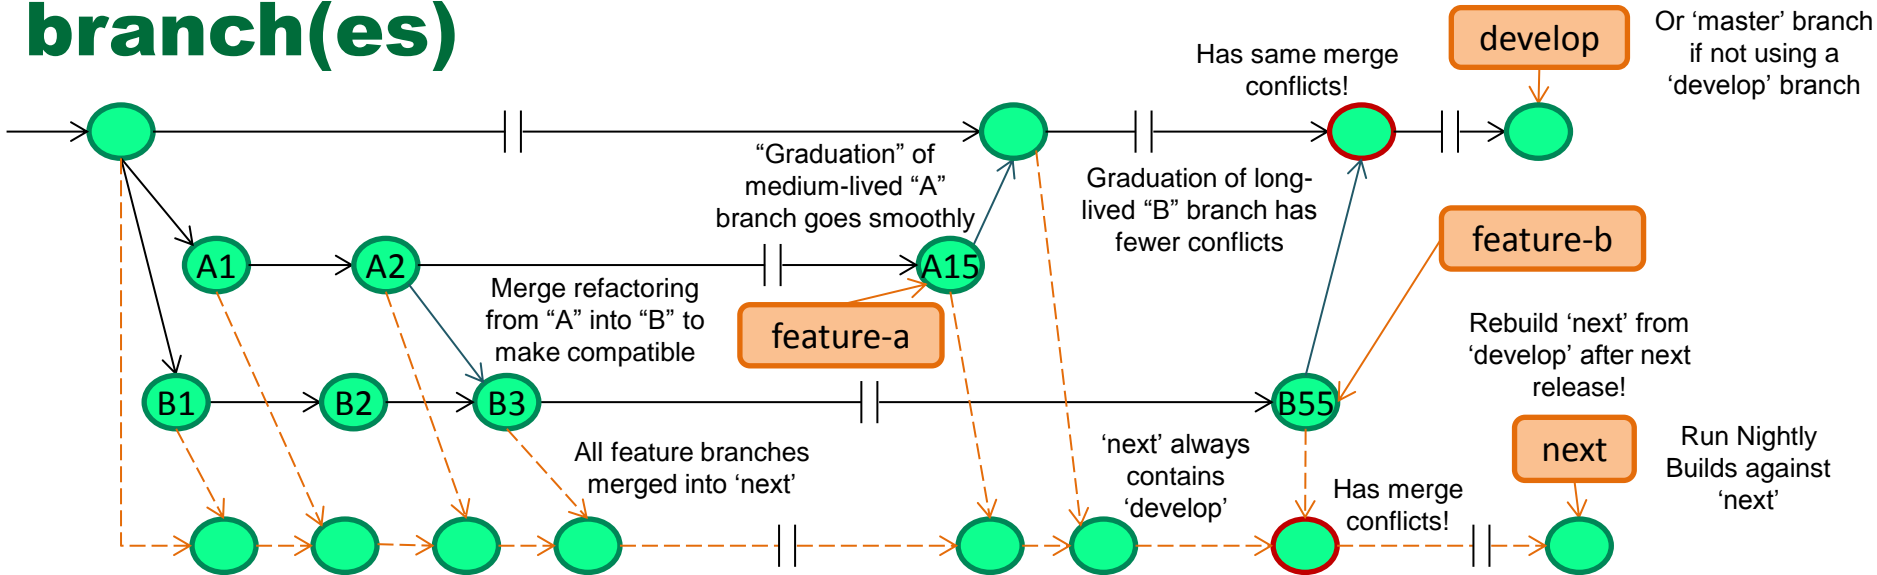 branch(es)
develop
Or ‘master’ branch
if not using a
‘develop’ branch
Has same merge
conflicts!
“Graduation” of
medium-lived “A”
branch goes smoothly
Graduation of long-
lived “B” branch has
fewer conflicts
feature-b
A1
A2
A15
Merge refactoring
from “A” into “B” to
make compatible
feature-a
Rebuild ‘next’ from
‘develop’ after next
release!
B1
B2
B3
B55
All feature branches
merged into ‘next’
‘next’ always
contains
‘develop’
Has merge
conflicts!
next
Run Nightly
Builds against
‘next’